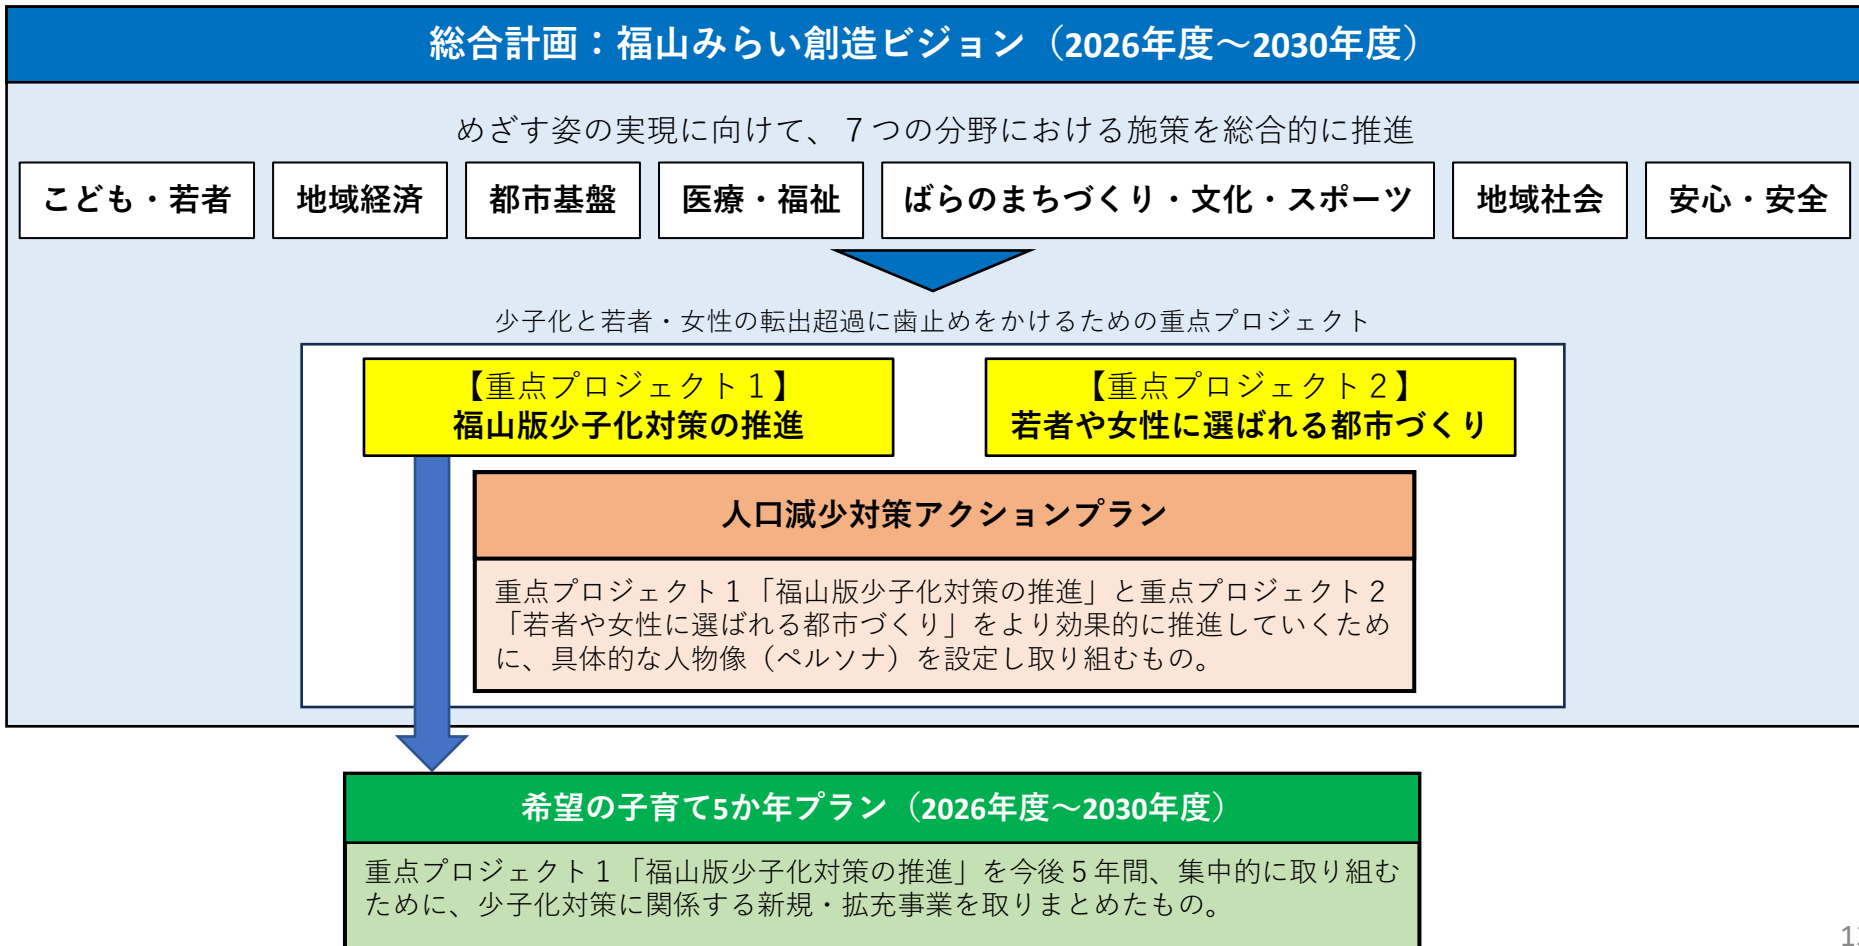 総合計画：福山みらい創造ビジョン（2026年度～2030年度）
めざす姿の実現に向けて、７つの分野における施策を総合的に推進
こども・若者
地域経済
都市基盤
医療・福祉
ばらのまちづくり・文化・スポーツ
地域社会
安心・安全
少子化と若者・女性の転出超過に歯止めをかけるための重点プロジェクト
【重点プロジェクト１】
福山版少子化対策の推進
【重点プロジェクト２】
若者や女性に選ばれる都市づくり
人口減少対策アクションプラン
重点プロジェクト１「福山版少子化対策の推進」と重点プロジェクト２
「若者や女性に選ばれる都市づくり」をより効果的に推進していくため
に、具体的な人物像（ペルソナ）を設定し取り組むもの。
希望の子育て5か年プラン（2026年度～2030年度）
重点プロジェクト１「福山版少子化対策の推進」を今後５年間、集中的に取り組む
ために、少子化対策に関係する新規・拡充事業を取りまとめたもの。